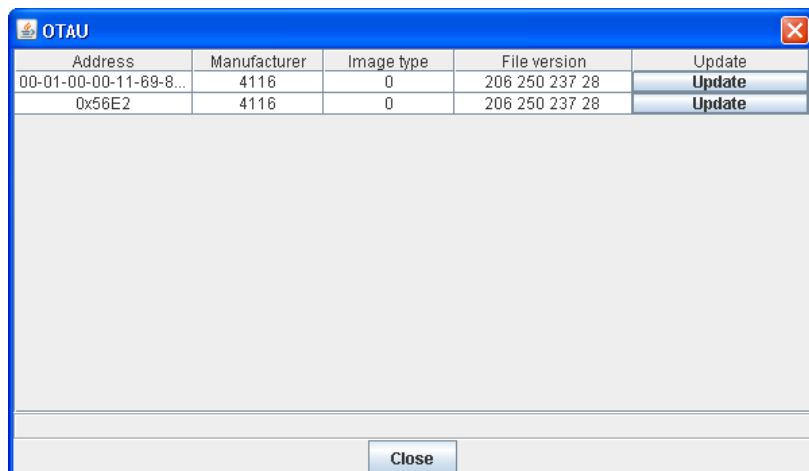 OTAU
Address Manufacturer Image type File version Update
00-01-00-00-11-69-8... 4116 0 206 250 237 28 Update
0x56E2 4116 0 206 250 237 28 Update
Close